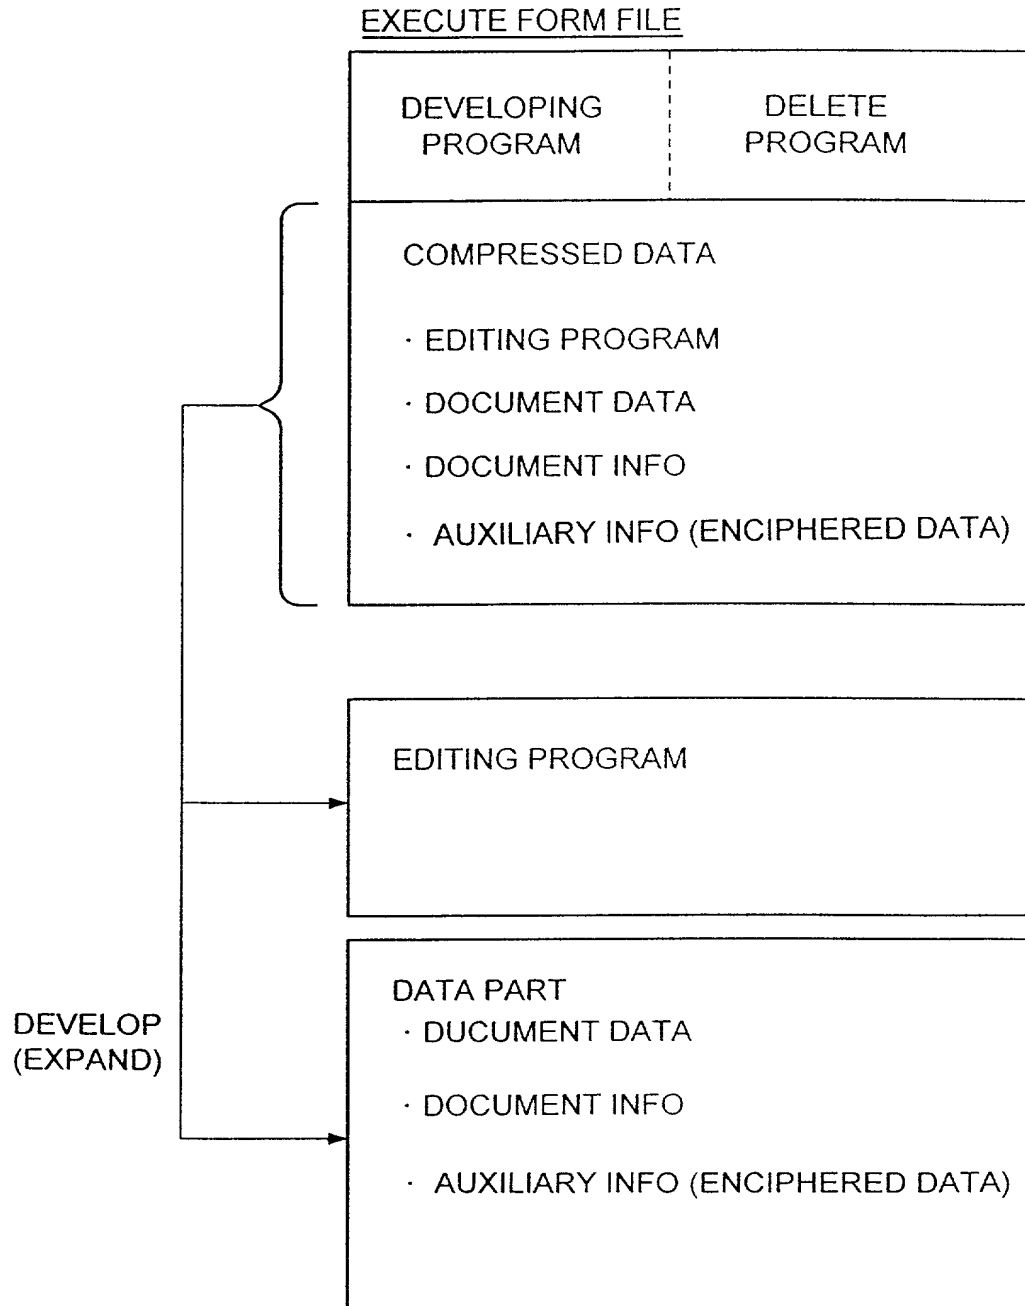 EXECUTE FORM FILE
DEVELOPING
PROGRAM
DELETE
PROGRAM
COMPRESSED DATA
· EDITING PROGRAM
· DOCUMENT DATA
· DOCUMENT INFO
· AUXILIARY INFO (ENCIPHERED DATA)
EDITING PROGRAM
DATA PART
· DUCUMENT DATA
· DOCUMENT INFO
· AUXILIARY INFO (ENCIPHERED DATA)
DEVELOP
(EXPAND)